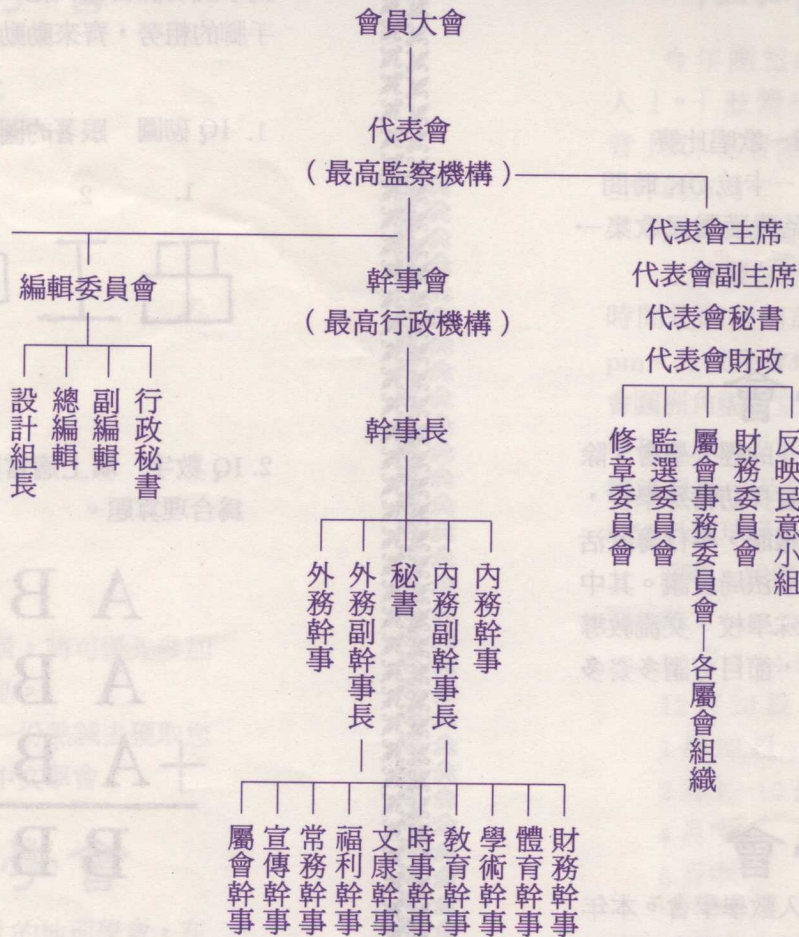 會員大會
代表會
（最高監察機構）
代表會主席
代表會副主席
代表會秘書
代表會財政
修章委員會
監選委員會
屬會事務委員會—各屬會組織
財務委員會
反映民意小組
編輯委員會
設計組長
總編輯
副編輯
行政秘書
幹事會
（最高行政機構）
幹事長
外務幹事
外務副幹事長
秘書
內務副幹事長
內務幹事
屬會幹事
宣傳幹事
常務幹事
福利幹事
文康幹事
時事幹事
教育幹事
學術幹事
體育幹事
財務幹事